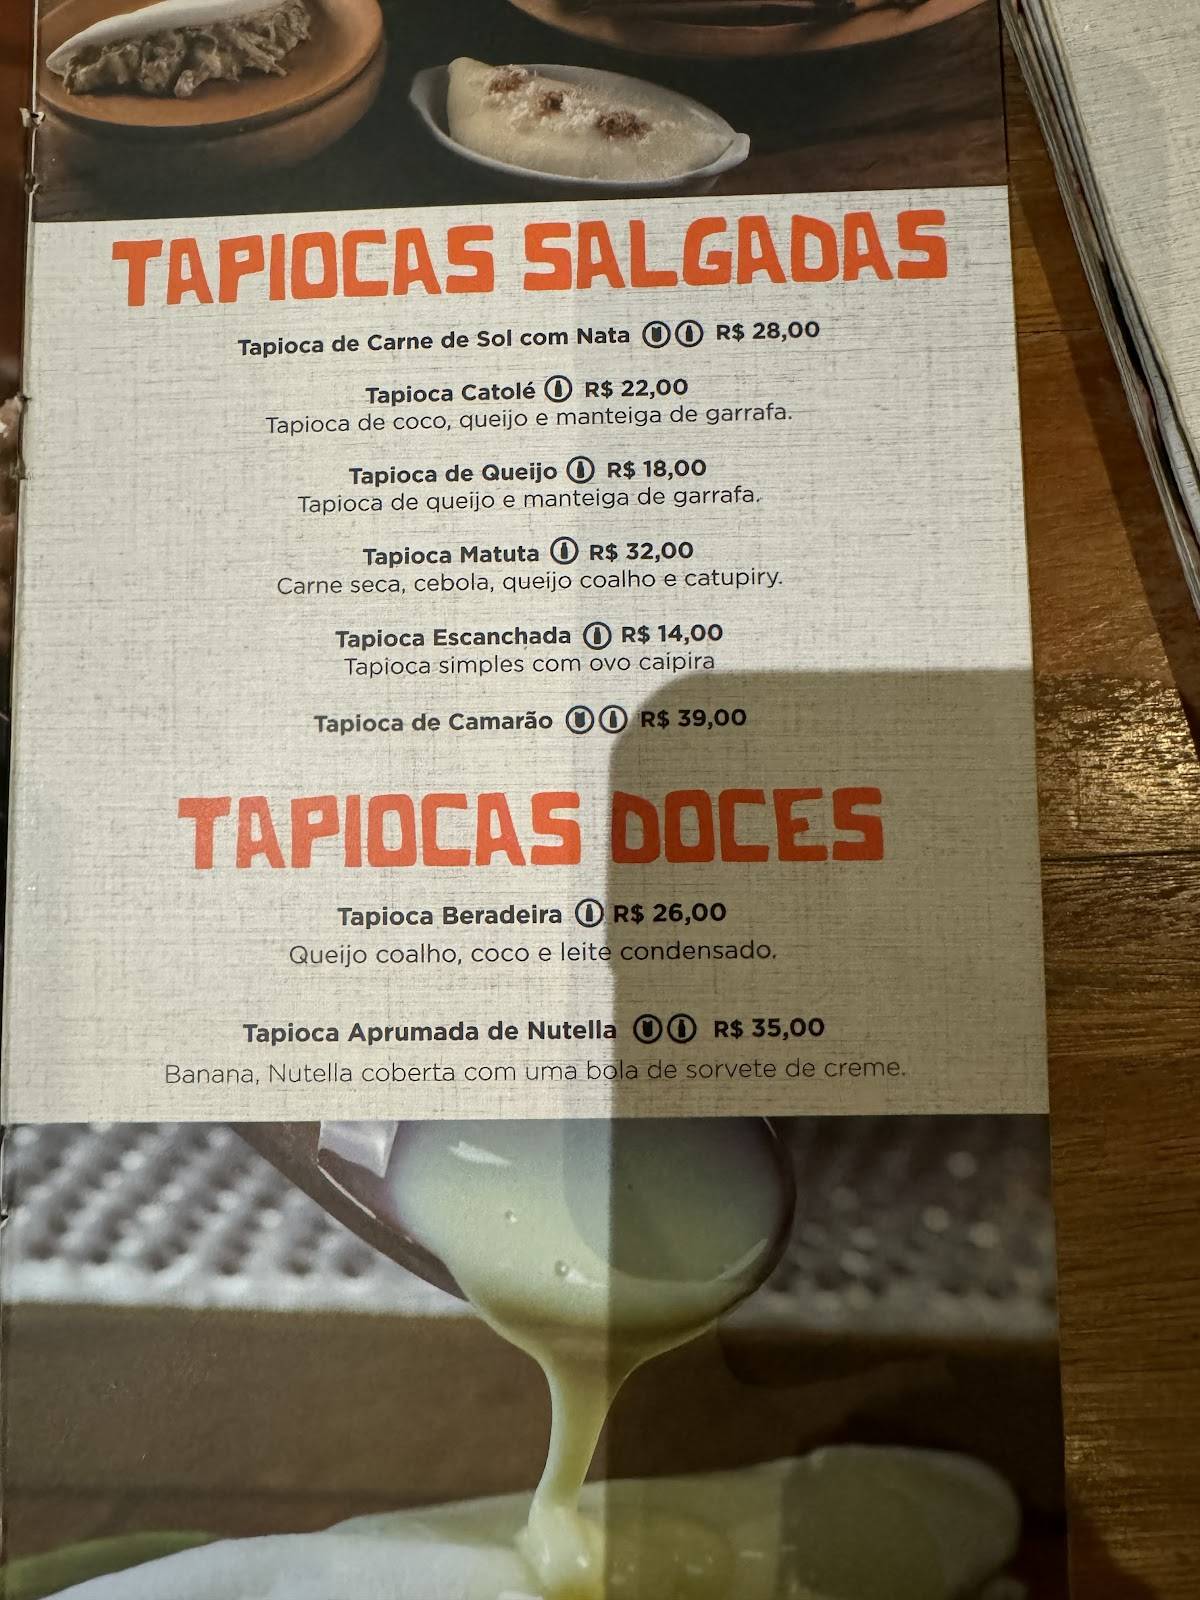 TAPIOCAS SALGADAS
Tapioca de Carne de Sol com Nata R$ 28,00
Tapioca Catolé R$ 22,00
Tapioca de coco, queijo e manteiga de garrafa.
Tapioca de Queijo R$ 18,00
Tapioca de queijo e manteiga de garrafa.
Tapioca Matuta R$ 32,00
Carne seca, cebola, queijo coalho e catupiry.
Tapioca Escanchada R$ 14,00
Tapioca simples com ovo caipira
Tapioca de Camarão R$ 39,00
TAPIOCAS DOCES
Tapioca Beradeira R$ 26,00
Queijo coalho, coco e leite condensado.
Tapioca Aprumada de Nutella R$ 35,00
Banana, Nutella coberta com uma bola de sorvete de creme.